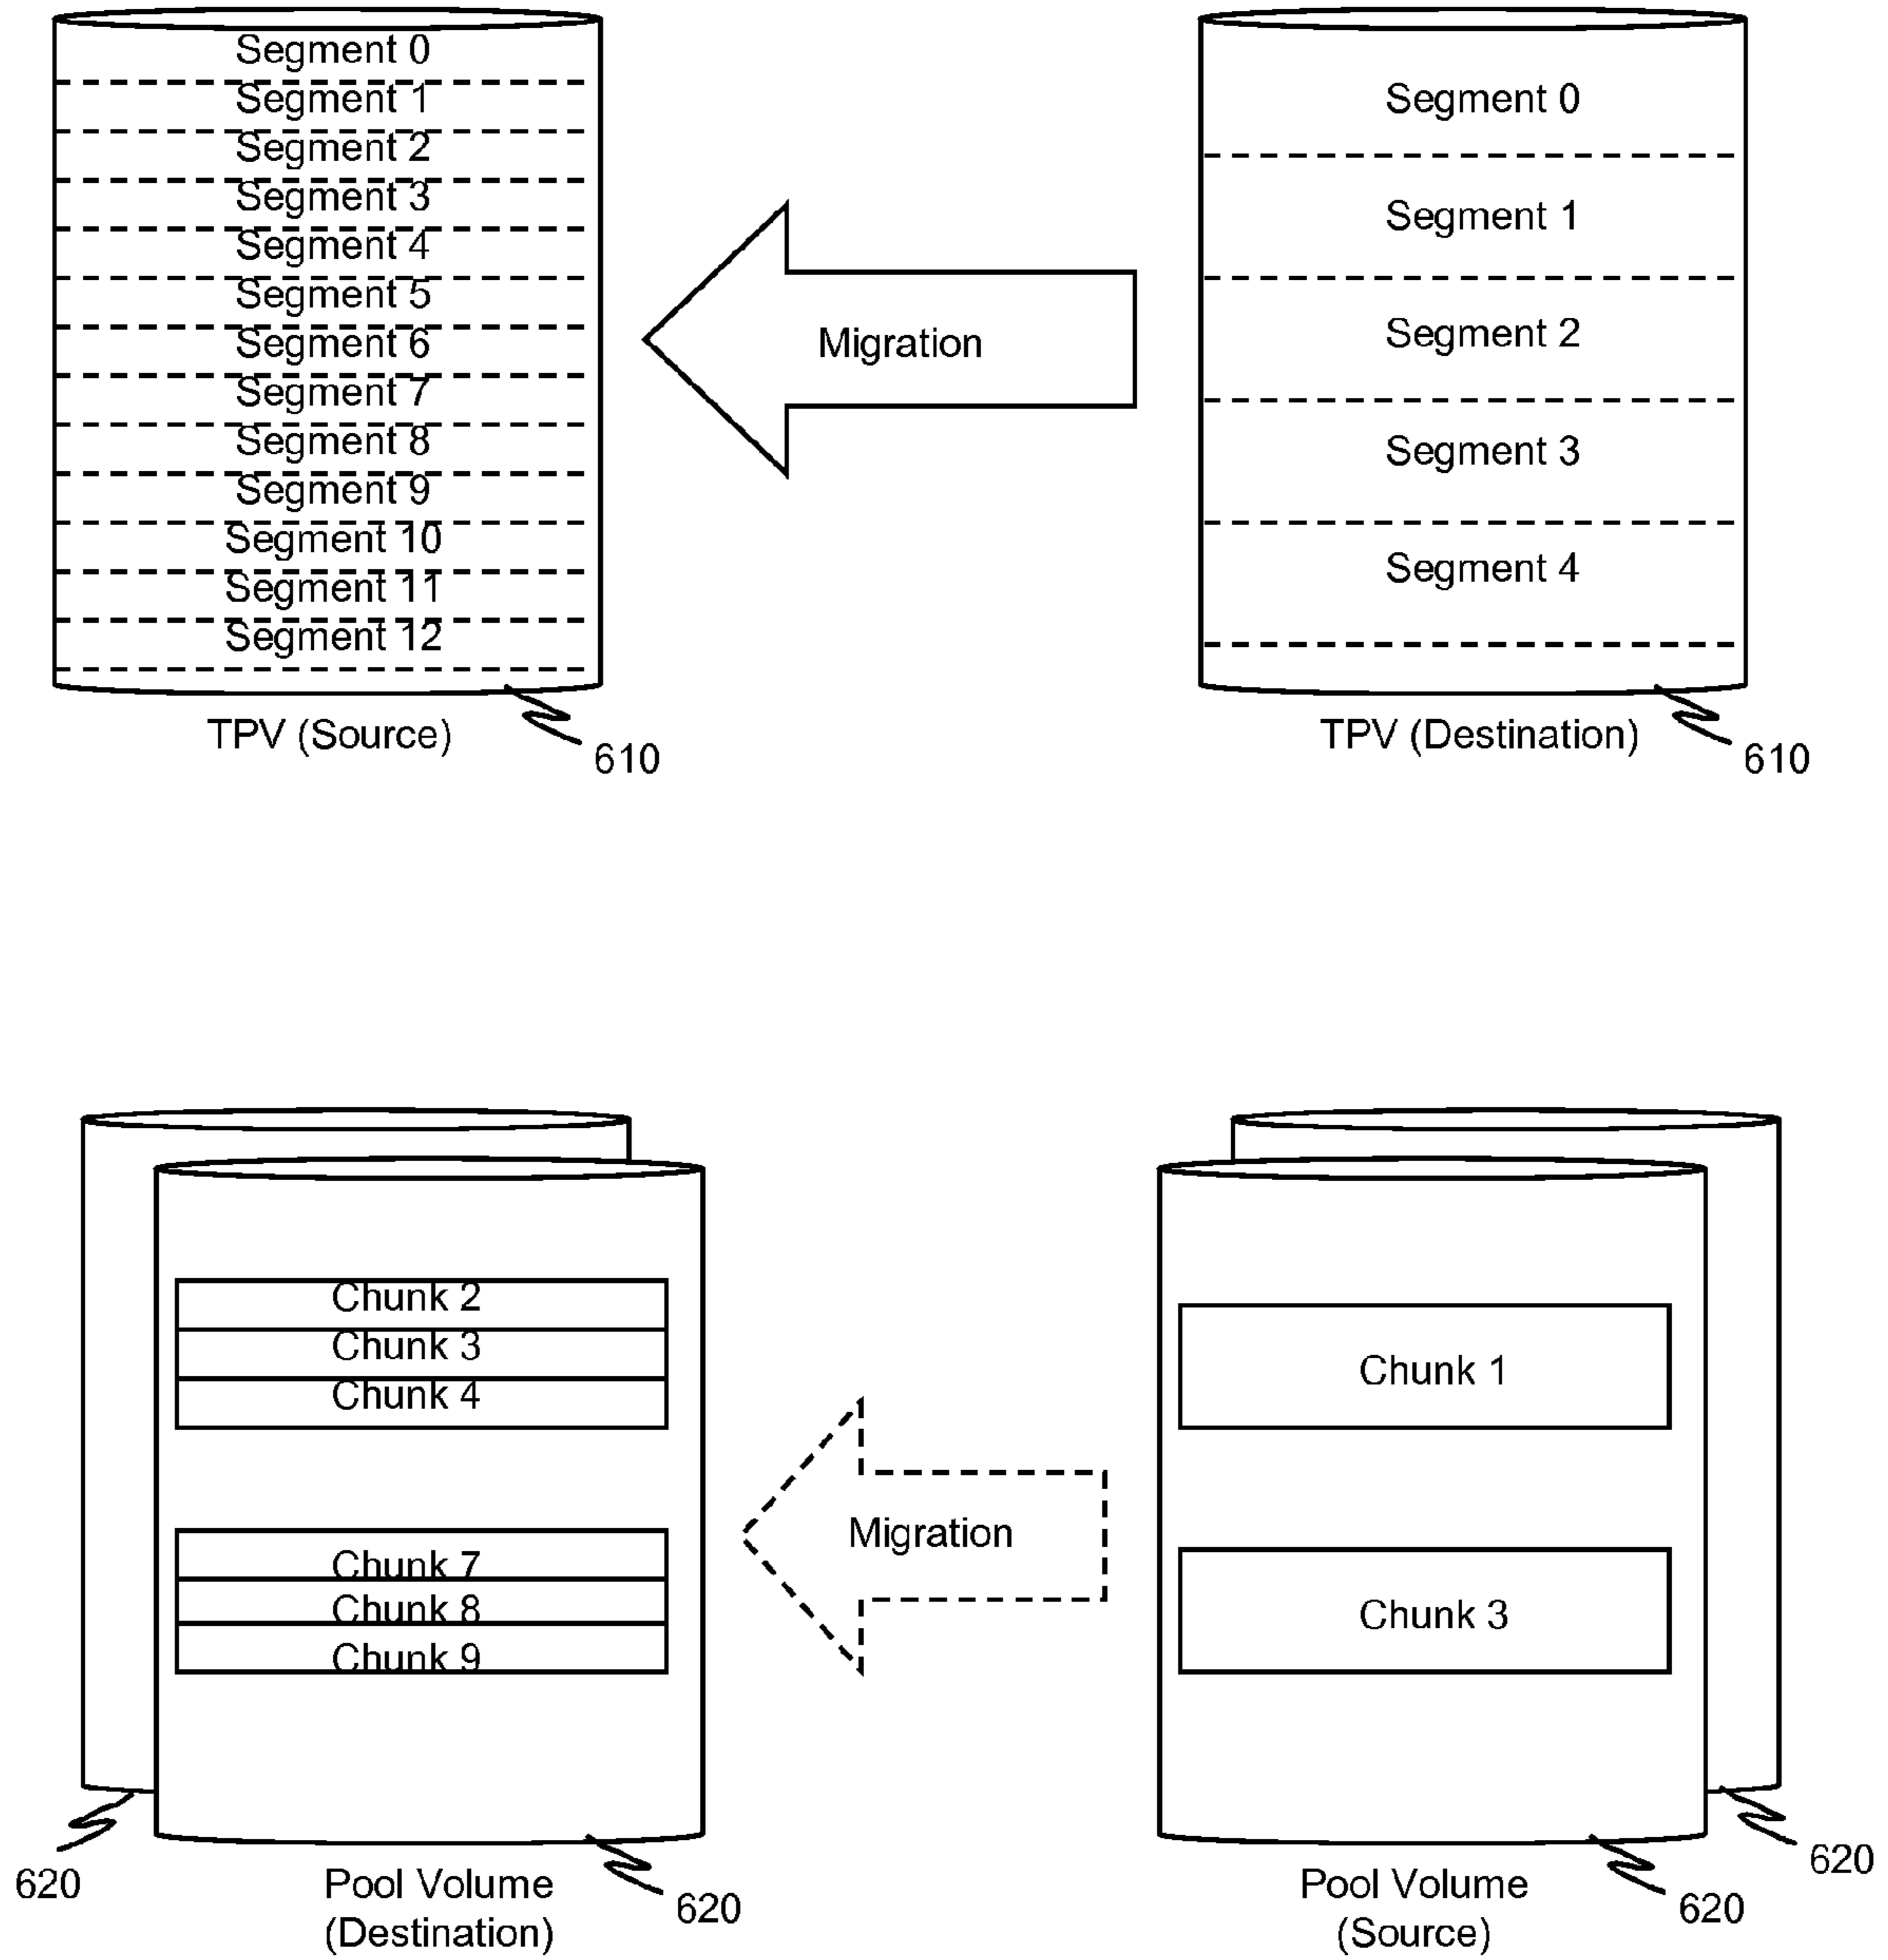 Segment 0
Segment 1
Segment 2
Segment 3
Segment 4
Segment 5
Segment 6
Segment 7
Segment 8
Segment 9
Segment 10
Segment 11
Segment 12
TPV (Source)
610
Migration
Segment 0
Segment 1
Segment 2
Segment 3
Segment 4
TPV (Destination)
610
Chunk 2
Chunk 3
Chunk 4
Chunk 7
Chunk 8
Chunk 9
620
Pool Volume
(Destination)
620
Migration
Chunk 1
Chunk 3
Pool Volume
(Source)
620
620